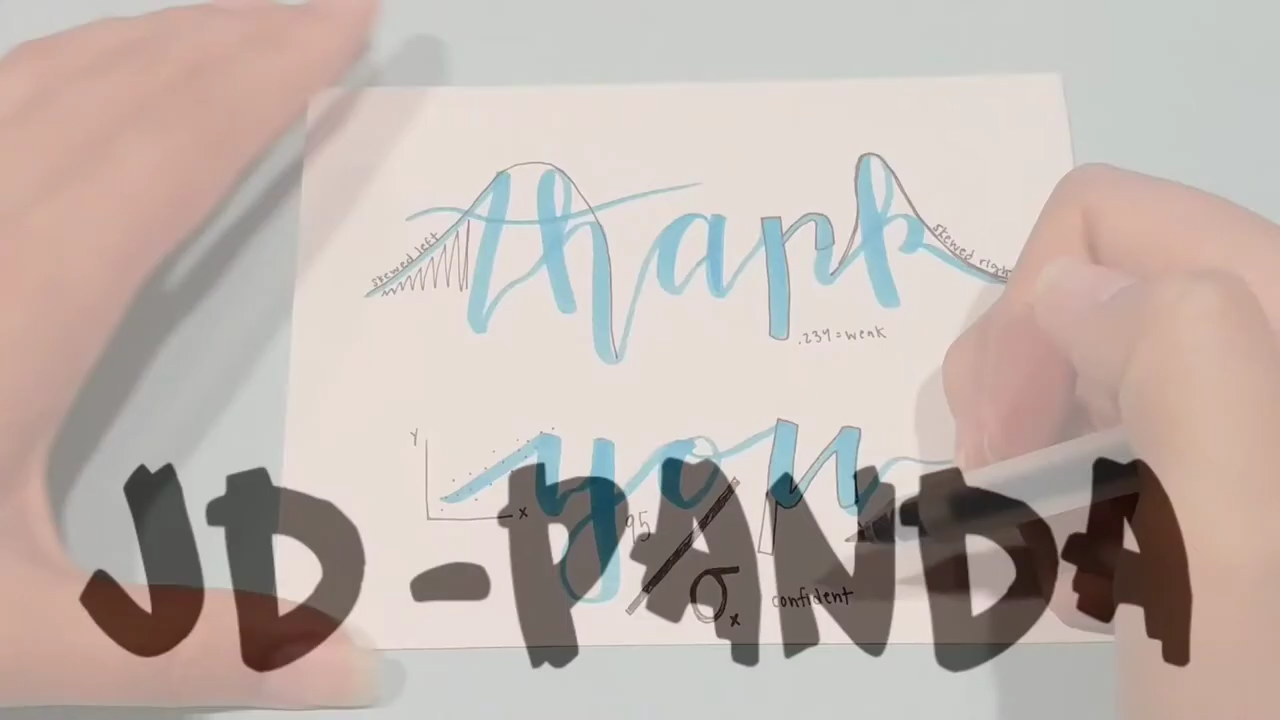 thank
skewed left
skewed right
.234 = weak
you
Y
x
95
σx
confident
JD-PANDA